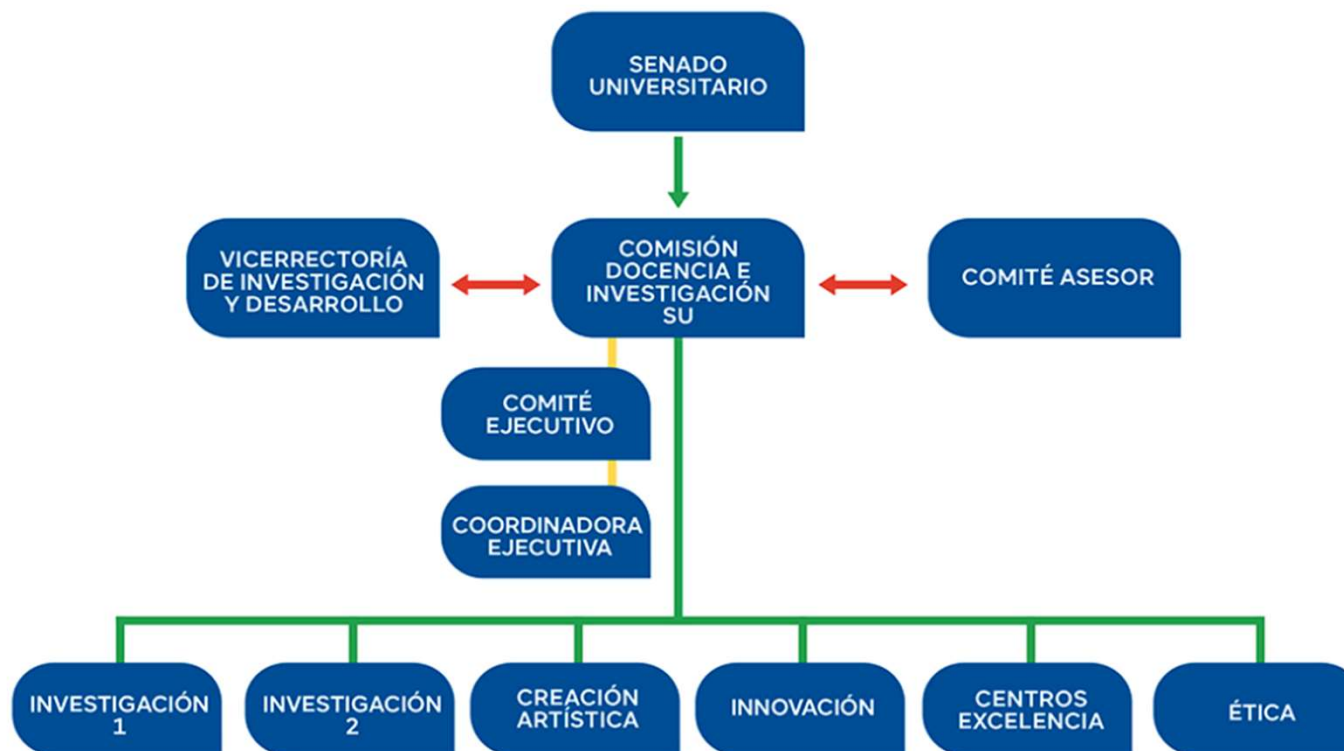 SENADO
UNIVERSITARIO
VICERRECTORÍA
DE INVESTIGACIÓN
Y DESARROLLO
COMISIÓN
DOCENCIA E
INVESTIGACIÓN
SU
COMITÉ ASESOR
COMITÉ
EJECUTIVO
COORDINADORA
EJECUTIVA
INVESTIGACIÓN
1
INVESTIGACIÓN
2
CREACIÓN
ARTÍSTICA
INNOVACIÓN
CENTROS
EXCELENCIA
ÉTICA